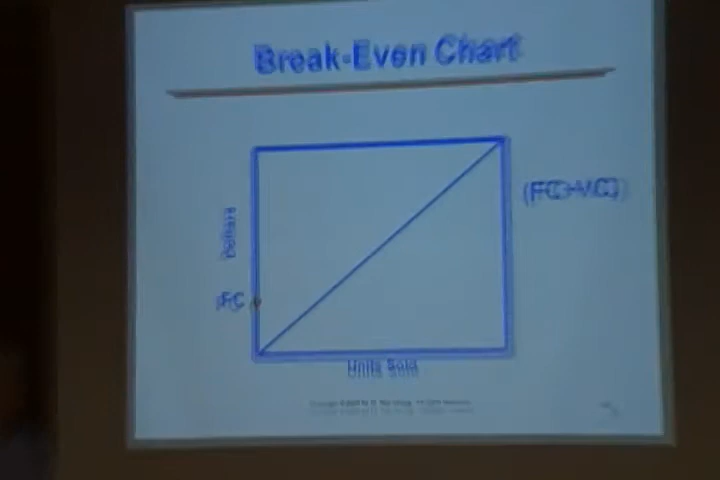 Break-Even Chart
(FC+VC)
Dollars
FC
Units Sold